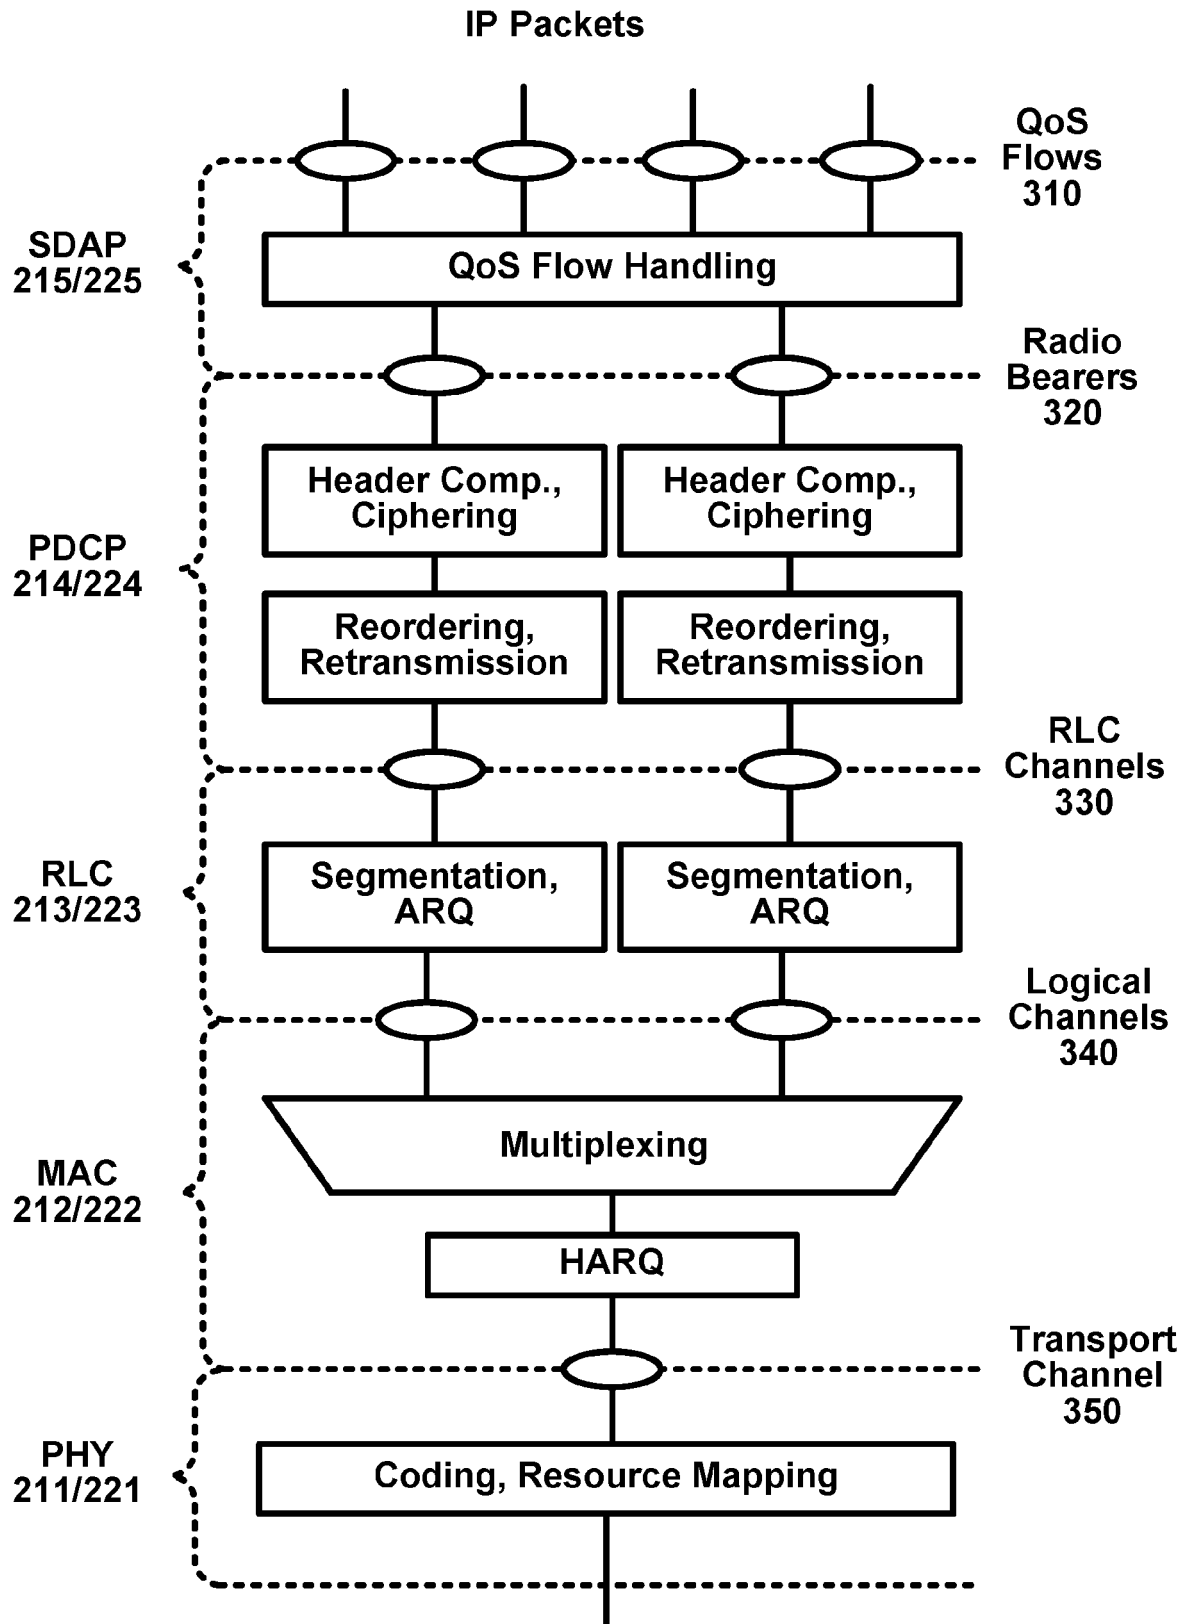 IP Packets
QoS
Flows
310
SDAP
215/225
QoS Flow Handling
Radio
Bearers
320
Header Comp.,
Ciphering
Header Comp.,
Ciphering
PDCP
214/224
Reordering,
Retransmission
Reordering,
Retransmission
RLC
Channels
330
RLC
213/223
Segmentation,
ARQ
Segmentation,
ARQ
Logical
Channels
340
Multiplexing
MAC
212/222
HARQ
Transport
Channel
350
PHY
211/221
Coding, Resource Mapping